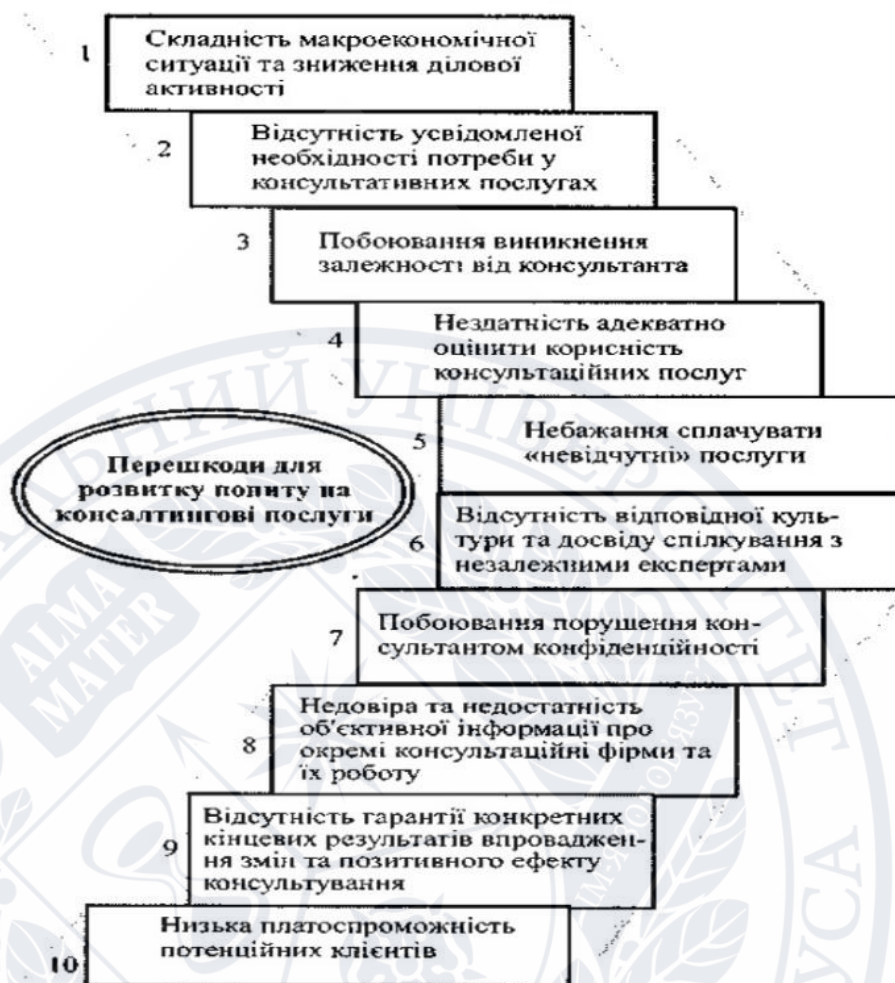 1
Складність макроекономічної
ситуації та зниження ділової
активності
2
Відсутність усвідомленої
необхідності потреби у
консультативних послугах
3
Побоювання виникнення
залежності від консультанта
4
Нездатність адекватно
оцінити корисність
консультаційних послуг
5
Небажання сплачувати
«невідчутні» послуги
Перешкоди для
розвитку попиту на
консалтингові послуги
6
Відсутність відповідної куль-
тури та досвіду спілкування з
незалежними експертами
7
Побоювання порушення кон-
сультантом конфіденційності
8
Недовіра та недостатність
об'єктивної інформації про
окремі консультаційні фірми та
їх роботу
9
Відсутність гарантії конкретних
кінцевих результатів впроваджен-
ня змін та позитивного ефекту
консультування
10
Низька платоспроможність
потенційних клієнтів
ALMA
MATER